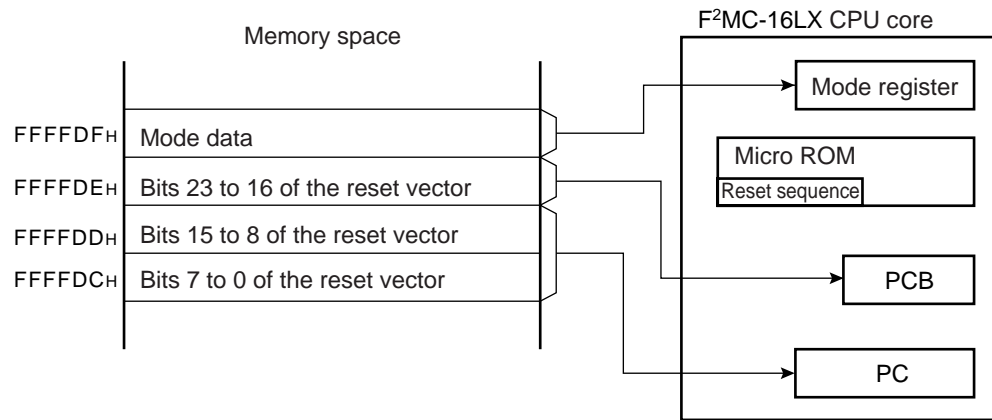 F²MC-16LX CPU core
Memory space
Mode register
FFFFDFH Mode data
Micro ROM
FFFFDEH Bits 23 to 16 of the reset vector
Reset sequence
FFFFDDH Bits 15 to 8 of the reset vector
FFFFDCH Bits 7 to 0 of the reset vector
PCB
PC